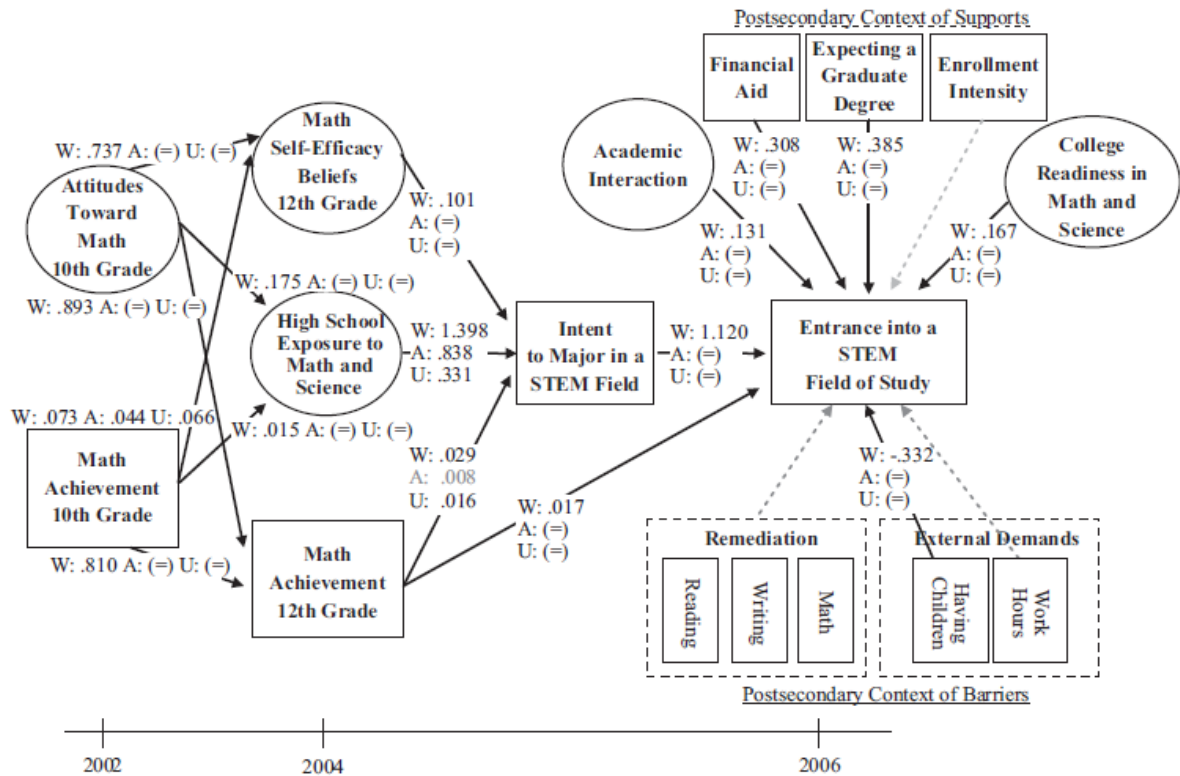 Postsecondary Context of Supports
Financial
Aid
Expecting a
Graduate
Degree
Enrollment
Intensity
Math
Self-Efficacy
Beliefs
12th Grade
W: .737 A: (=) U: (=)
Attitudes
Toward
Math
10th Grade
W: .893 A: (=) U: (=)
W: .101
A: (=)
U: (=)
Academic
Interaction
W: .308
A: (=)
U: (=)
W: .385
A: (=)
U: (=)
College
Readiness in
Math and
Science
W: .131
A: (=)
U: (=)
W: .167
A: (=)
U: (=)
W: .175 A: (=) U: (=)
High School
Exposure to
Math and
Science
W: 1.398
A: .838
U: .331
Intent
to Major in a
STEM Field
W: 1.120
A: (=)
U: (=)
Entrance into a
STEM
Field of Study
W: .073 A: .044 U: .066
W: .015 A: (=) U: (=)
Math
Achievement
10th Grade
W: .810 A: (=) U: (=)
W: .029
A: .008
U: .016
Math
Achievement
12th Grade
W: .017
A: (=)
U: (=)
W: -.332
A: (=)
U: (=)
Remediation
Reading
Writing
Math
External Demands
Having
Children
Work
Hours
Postsecondary Context of Barriers
2002
2004
2006